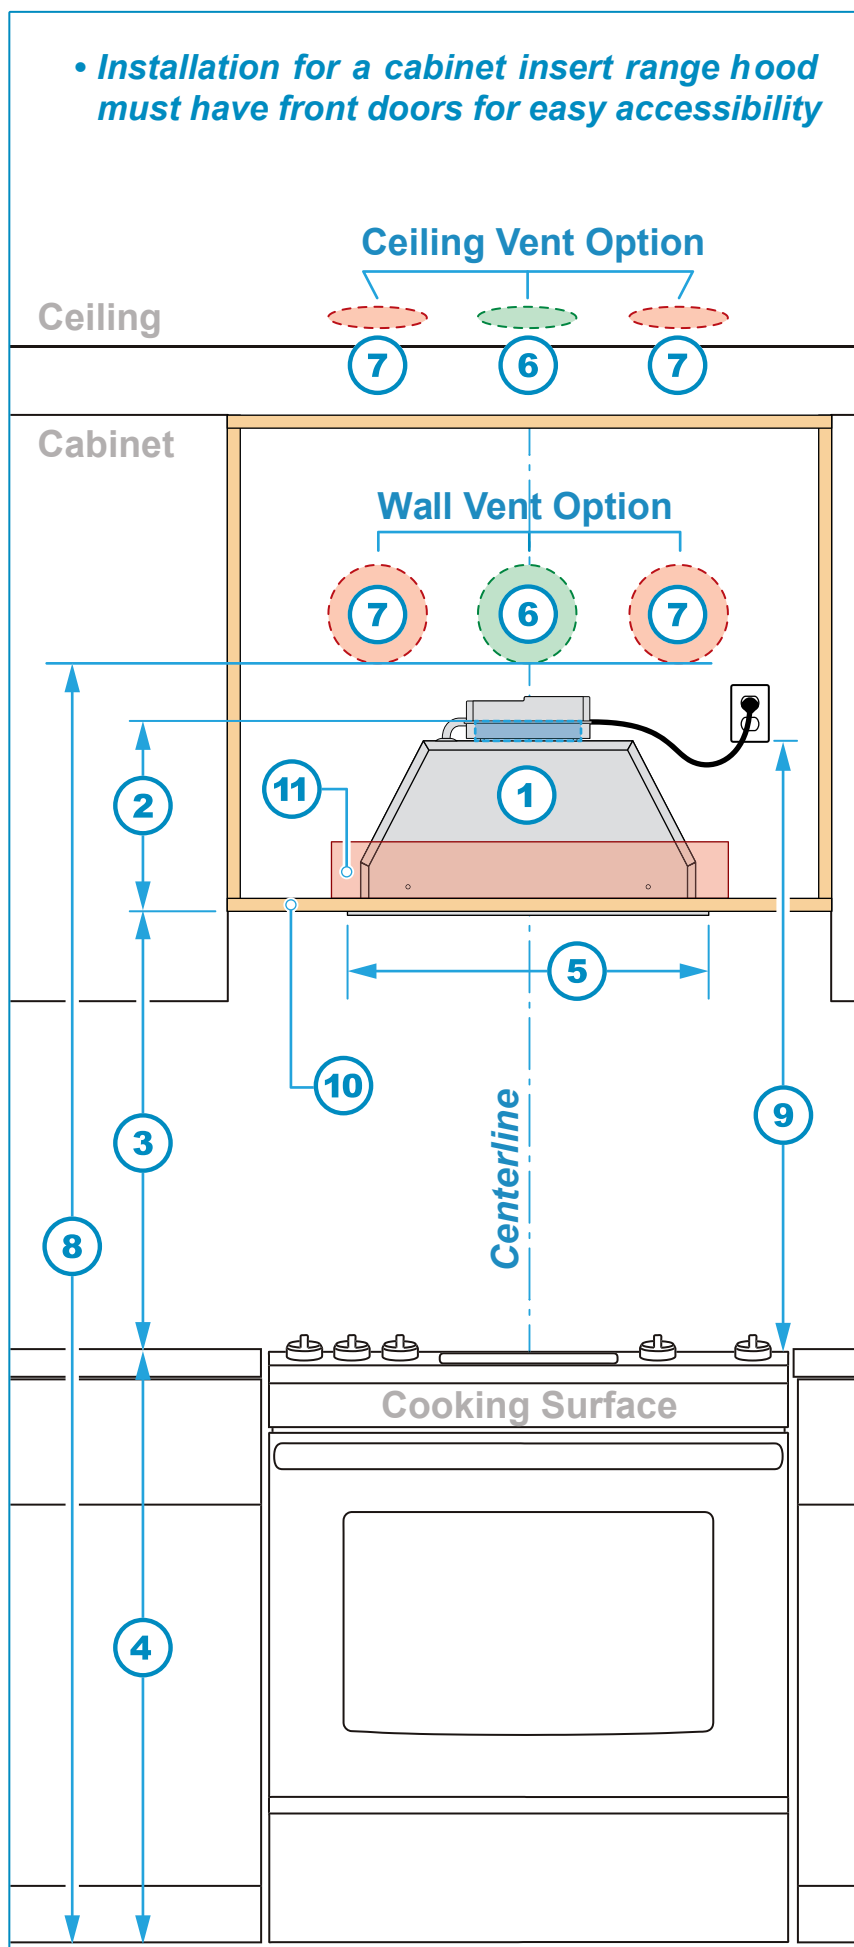 • Installation for a cabinet insert range hood
must have front doors for easy accessibility
Ceiling Vent Option
Ceiling
7 6 7
Cabinet
Wall Vent Option
7 6 7
2
11
1
5
10
3
9
Centerline
8
Cooking Surface
4